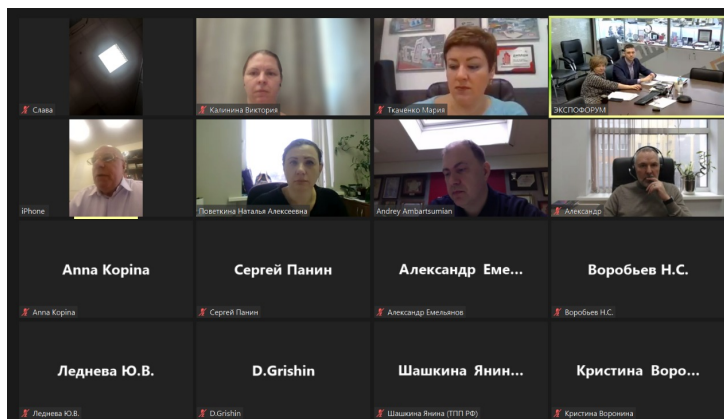 Слава
Калинина Виктория
Ткаченко Мария
ЭКСПОФОРУМ
iPhone
Поветкина Наталья Алексеевна
Andrey Ambartsumian
Александр
Anna Kopina
Сергей Панин
Александр Еме...
Воробьев Н.С.
Anna Kopina
Сергей Панин
Александр Емельянов
Воробьев Н.С.
Леднева Ю.В.
D.Grishin
Шашкина Янин...
Кристина Воро...
Леднева Ю.В.
D.Grishin
Шашкина Янина (ТПП РФ)
Кристина Воронина